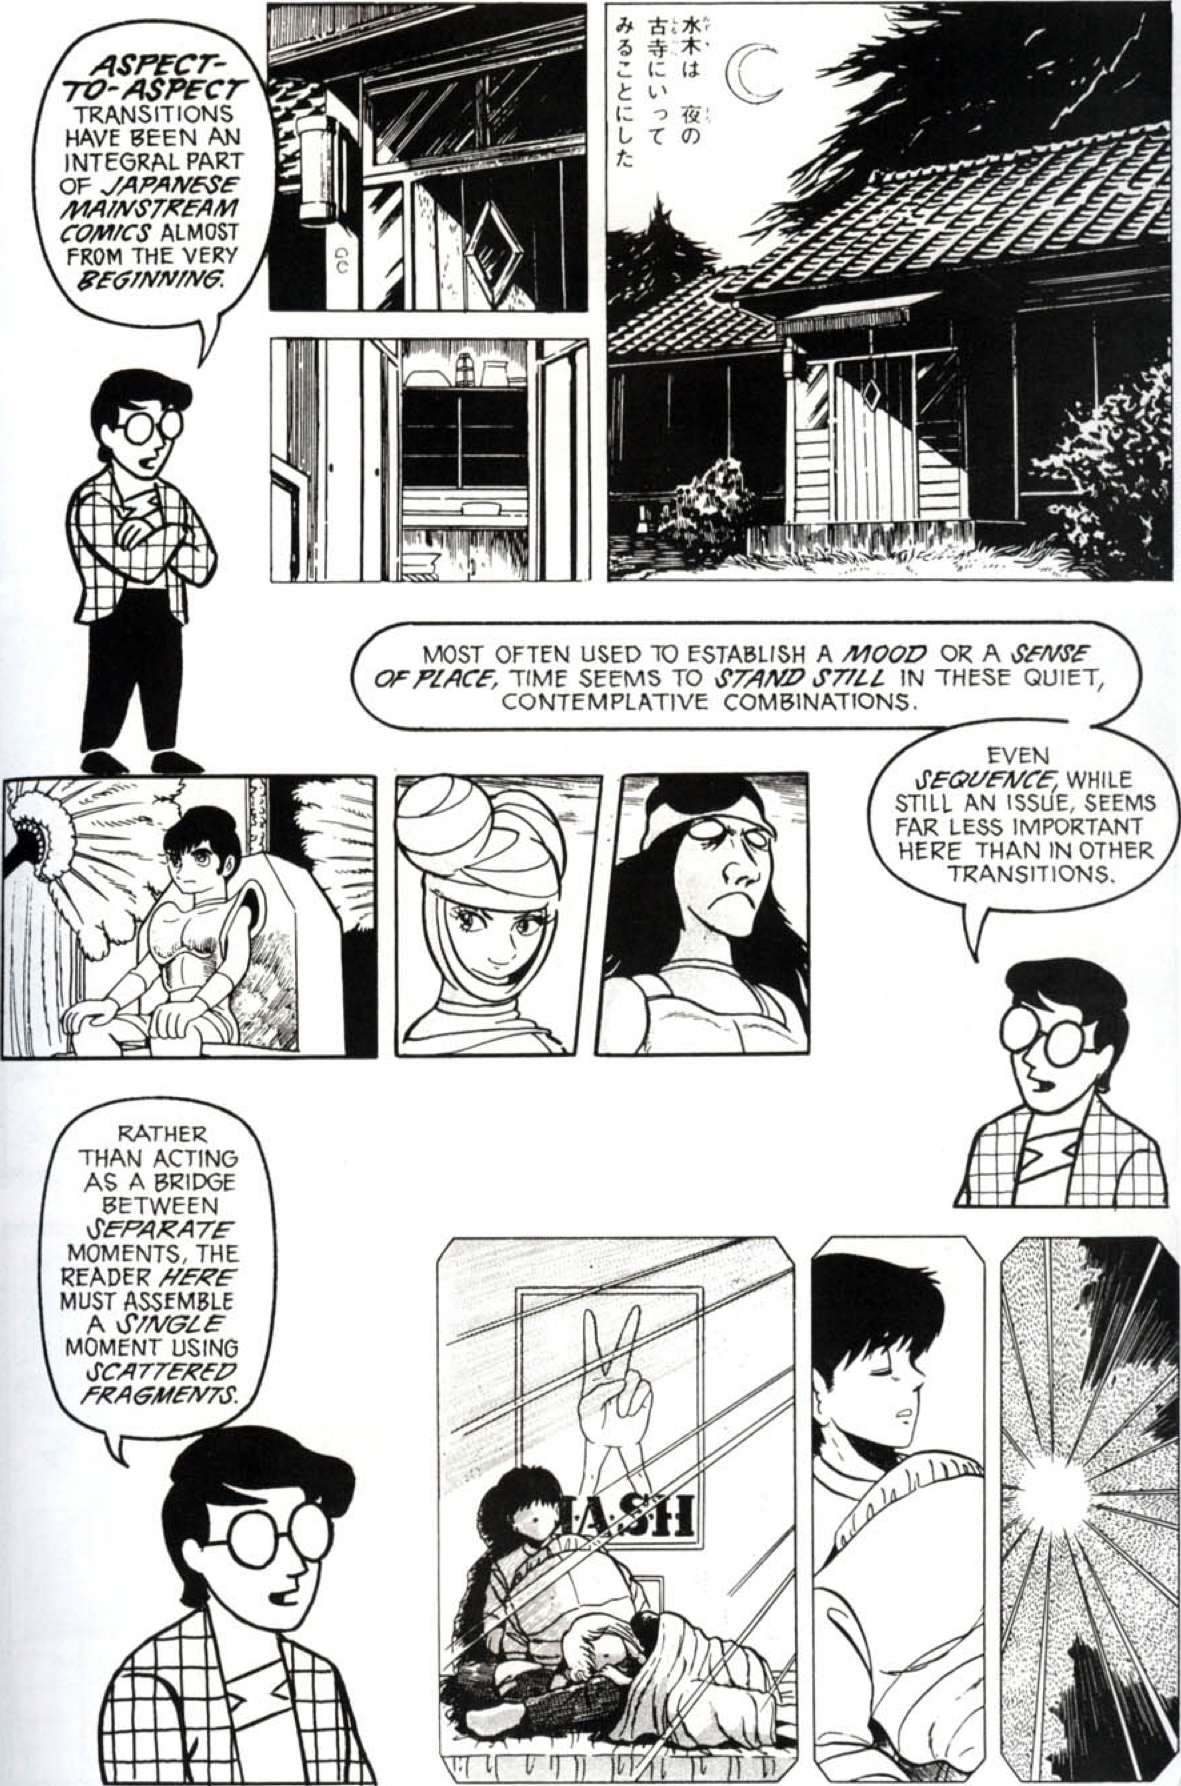 ASPECT-
TO-ASPECT
TRANSITIONS
HAVE BEEN AN
INTEGRAL PART
OF JAPANESE
MAINSTREAM
COMICS ALMOST
FROM THE VERY
BEGINNING.
水木は 夜の
古寺にいって
みることにした
MOST OFTEN USED TO ESTABLISH A MOOD OR A SENSE
OF PLACE, TIME SEEMS TO STAND STILL IN THESE QUIET,
CONTEMPLATIVE COMBINATIONS.
EVEN
SEQUENCE, WHILE
STILL AN ISSUE, SEEMS
FAR LESS IMPORTANT
HERE THAN IN OTHER
TRANSITIONS.
RATHER
THAN ACTING
AS A BRIDGE
BETWEEN
SEPARATE
MOMENTS, THE
READER HERE
MUST ASSEMBLE
A SINGLE
MOMENT USING
SCATTERED
FRAGMENTS.
ASH